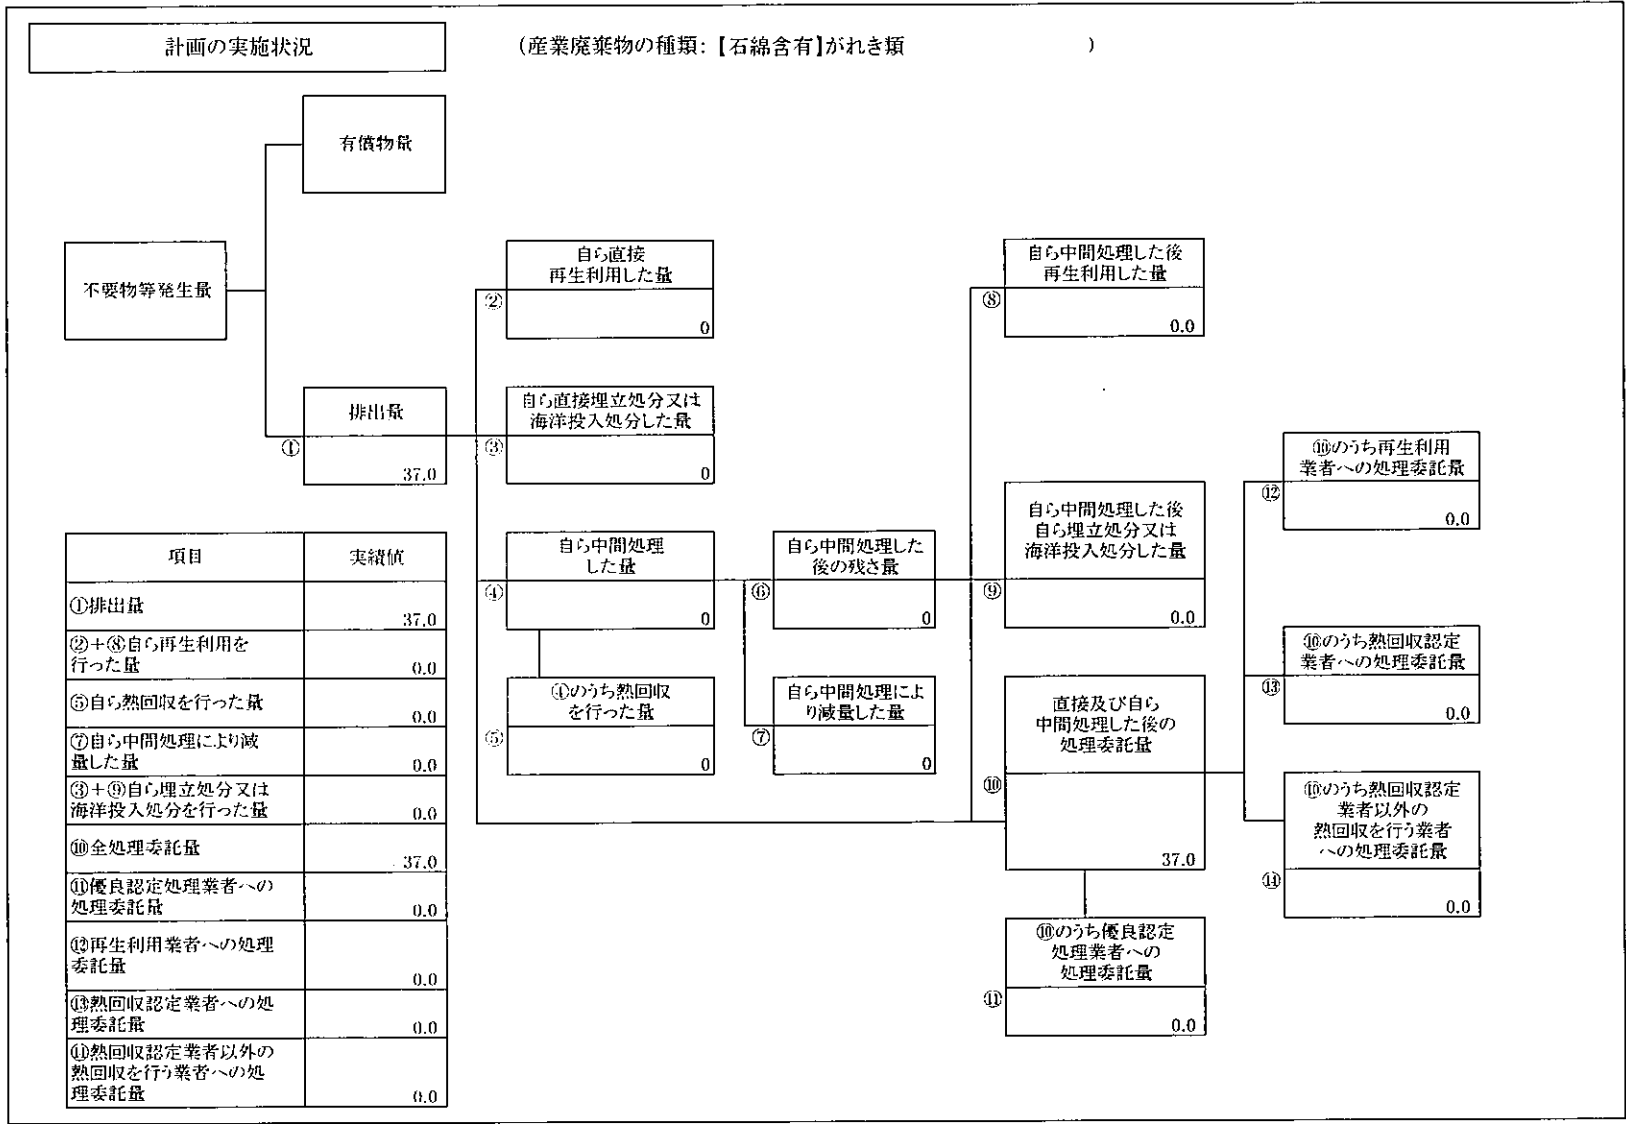 計画の実施状況
(産業廃棄物の種類:【石綿含有】がれき類 )
有償物量
不要物等発生量
排出量
①
37.0
自ら直接
再生利用した量
②
0
自ら直接埋立処分又は
海洋投入処分した量
③
0
自ら中間処理
した量
④
0
④のうち熱回収
を行った量
⑤
0
自ら中間処理した
後の残さ量
⑥
0
自ら中間処理によ
り減量した量
⑦
0
自ら中間処理した後
再生利用した量
⑧
0.0
自ら中間処理した後
自ら埋立処分又は
海洋投入処分した量
⑨
0.0
直接及び自ら
中間処理した後の
処理委託量
⑩
37.0
⑩のうち優良認定
処理業者への
処理委託量
⑪
0.0
⑩のうち再生利用
業者への処理委託量
⑫
0.0
⑩のうち熱回収認定
業者への処理委託量
⑬
0.0
⑩のうち熱回収認定
業者以外の
熱回収を行う業者
への処理委託量
⑭
0.0
項目 実績値
①排出量
37.0
②+⑧自ら再生利用を
行った量 0.0
⑤自ら熱回収を行った量
0.0
⑦自ら中間処理により減
量した量 0.0
③+⑨自ら埋立処分又は
海洋投入処分を行った量 0.0
⑩全処理委託量
37.0
⑪優良認定処理業者への
処理委託量 0.0
⑫再生利用業者への処理
委託量
0.0
⑬熱回収認定業者への処
理委託量 0.0
⑭熱回収認定業者以外の
熱回収を行う業者への処
理委託量 0.0